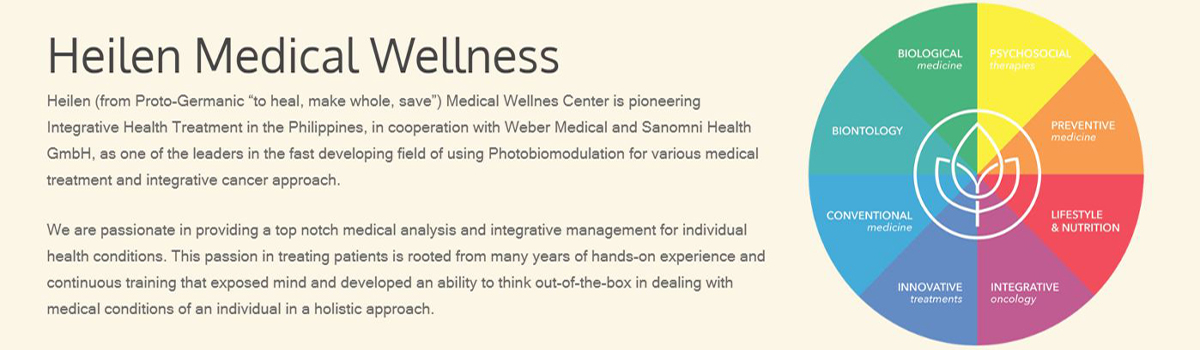 Heilen Medical Wellness
Heilen (from Proto-Germanic “to heal, make whole, save”) Medical Wellnes Center is pioneering
Integrative Health Treatment in the Philippines, in cooperation with Weber Medical and Sanomni Health
GmbH, as one of the leaders in the fast developing field of using Photobiomodulation for various medical
treatment and integrative cancer approach.
We are passionate in providing a top notch medical analysis and integrative management for individual
health conditions. This passion in treating patients is rooted from many years of hands-on experience and
continuous training that exposed mind and developed an ability to think out-of-the-box in dealing with
medical conditions of an individual in a holistic approach.
BIOLOGICAL
medicine
PSYCHOSOCIAL
therapies
BIONTOLOGY
PREVENTIVE
medicine
CONVENTIONAL
medicine
LIFESTYLE
& NUTRITION
INNOVATIVE
treatments
INTEGRATIVE
oncology